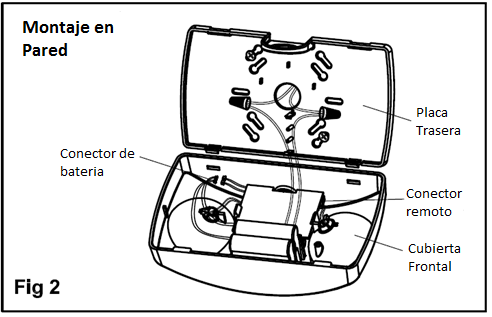 Montaje en
Pared
Placa
Trasera
Conector de
bateria
Conector
remoto
Cubierta
Frontal
Fig 2